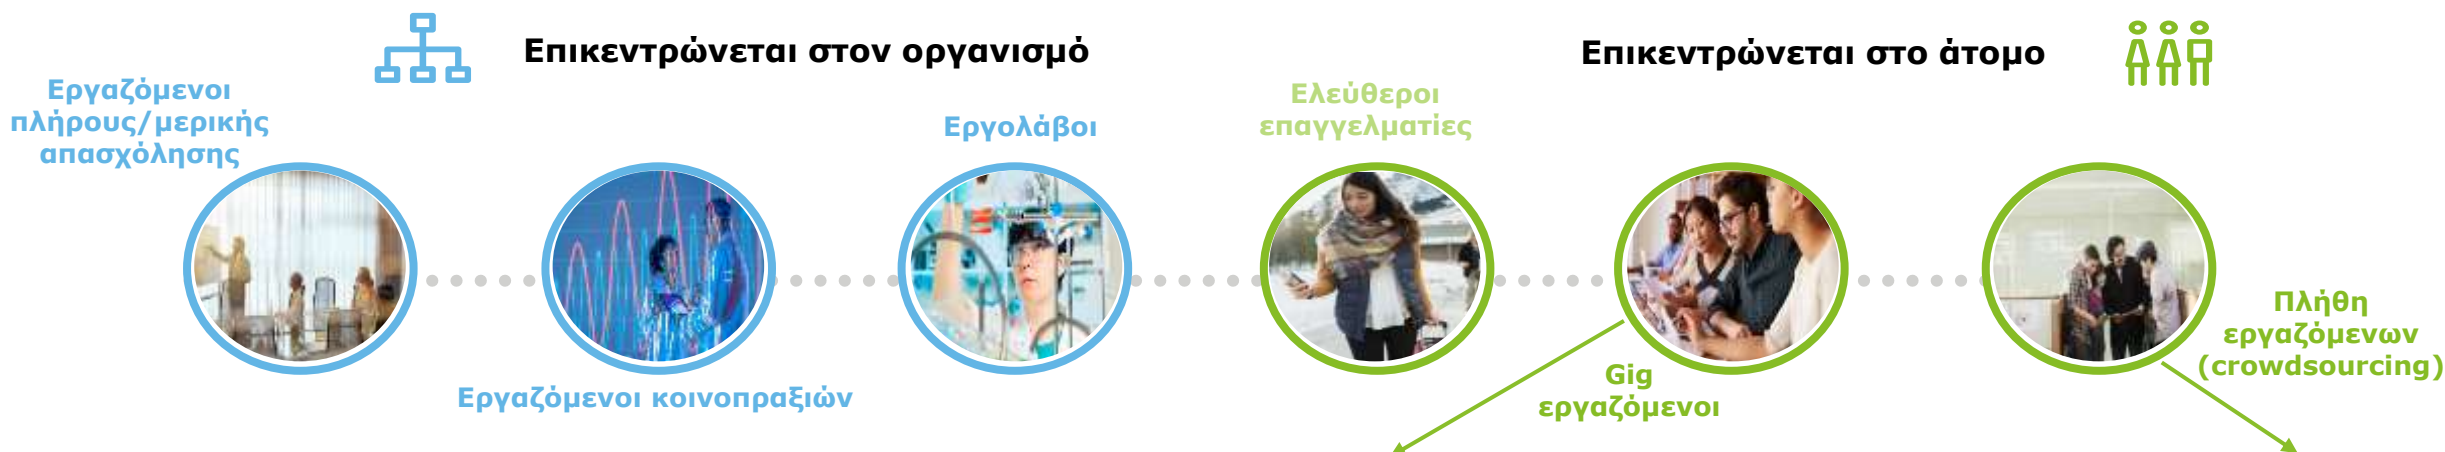 Επικεντρώνεται στον οργανισμό
Επικεντρώνεται στο άτομο
Εργαζόμενοι
πλήρους/μερικής
απασχόλησης
Εργολάβοι
Ελεύθεροι
επαγγελματίες
Εργαζόμενοι κοινοπραξιών
Gig
εργαζόμενοι
Πλήθη
εργαζόμενων
(crowdsourcing)